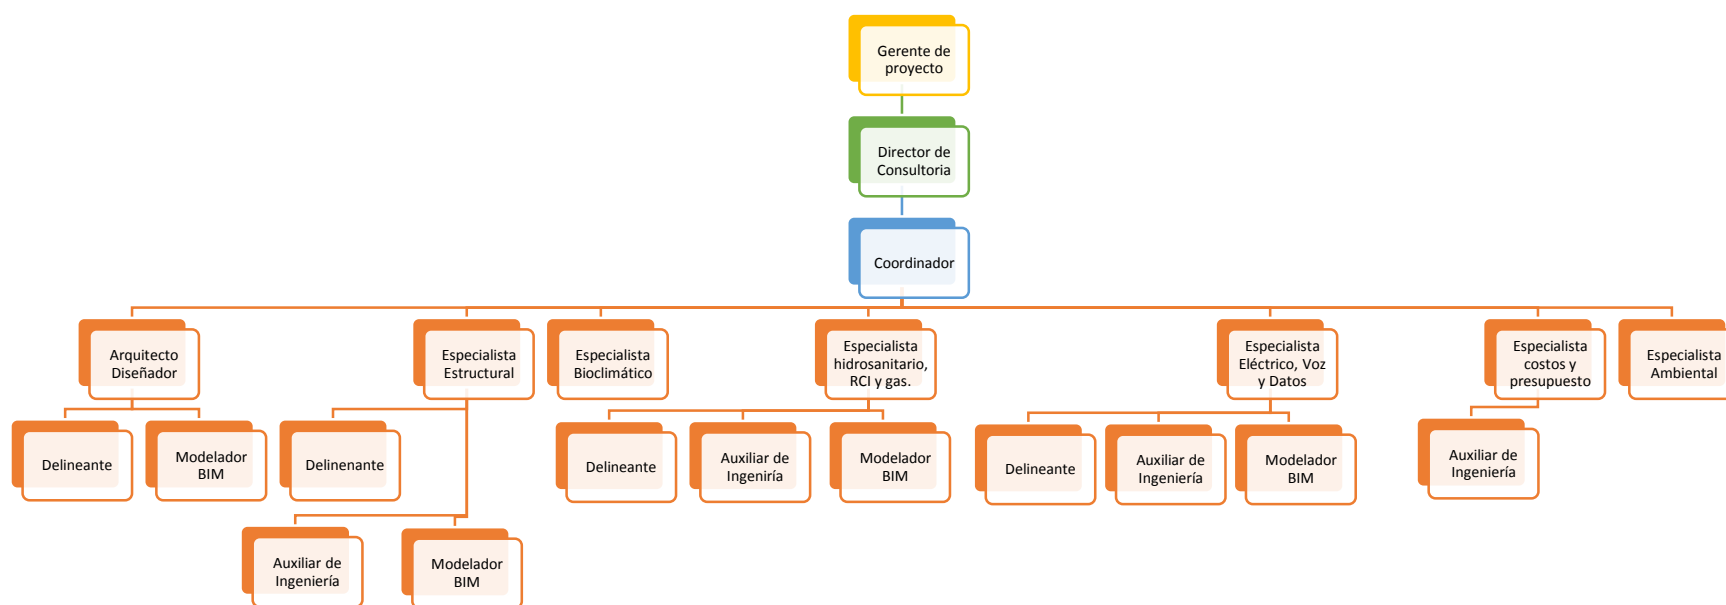 Gerente de
proyecto
Director de
Consultoria
Coordinador
Arquitecto
Diseñador
Especialista
Estructural
Especialista
Bioclimático
Especialista
hidrosanitario,
RCI y gas.
Especialista
Eléctrico, Voz
y Datos
Especialista
costos y
presupuesto
Especialista
Ambiental
Delineante
Modelador
BIM
Delinenante
Delineante
Auxiliar de
Ingeniría
Modelador
BIM
Delineante
Auxiliar de
Ingeniería
Modelador
BIM
Auxiliar de
Ingeniería
Auxiliar de
Ingeniería
Modelador
BIM